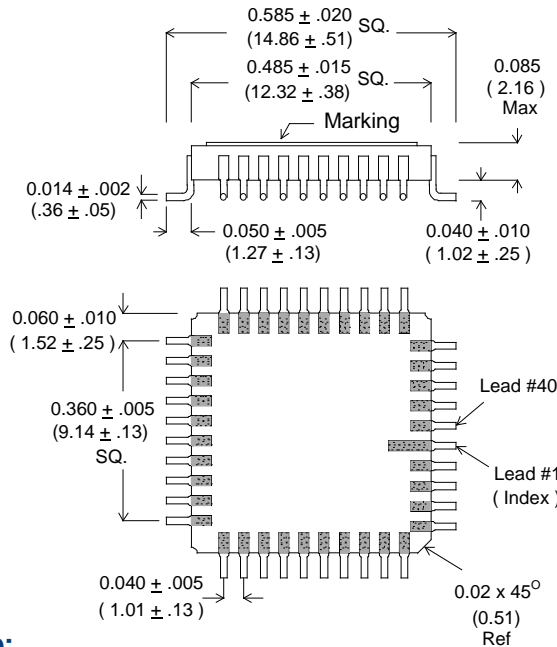 0.585 ± .020 SQ.
(14.86 ± .51)
0.485 ± .015 SQ.
(12.32 ± .38)
0.085
( 2.16 )
Max
Marking
0.014 ± .002
(.36 ± .05)
0.050 ± .005
(1.27 ± .13)
0.040 ± .010
( 1.02 ± .25 )
0.060 ± .010
( 1.52 ± .25 )
0.360 ± .005
(9.14 ± .13)
SQ.
Lead #40
Lead #1
( Index )
0.040 ± .005
( 1.01 ± .13 )
0.02 x 45°
(0.51)
Ref